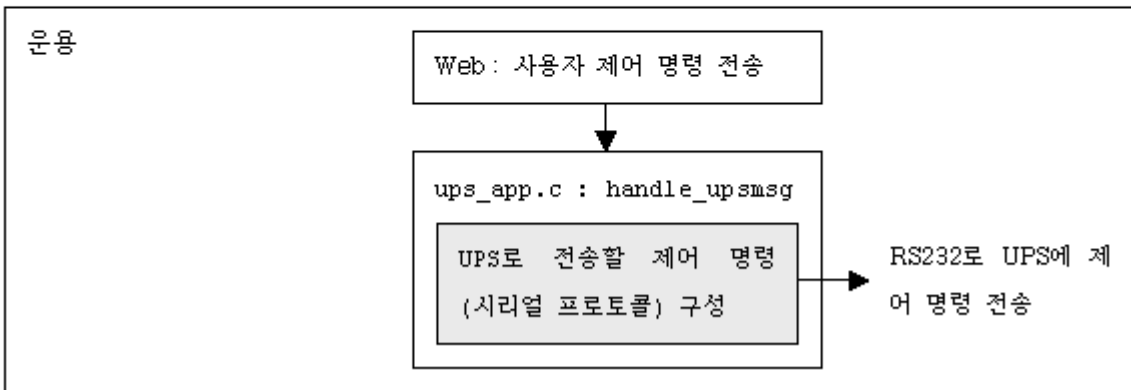 운용
Web : 사용자 제어 명령 전송
ups_app.c : handle_upsmsg
UPS로 전송할 제어 명령
(시리얼 프로토콜) 구성
RS232로 UPS에 제
어 명령 전송